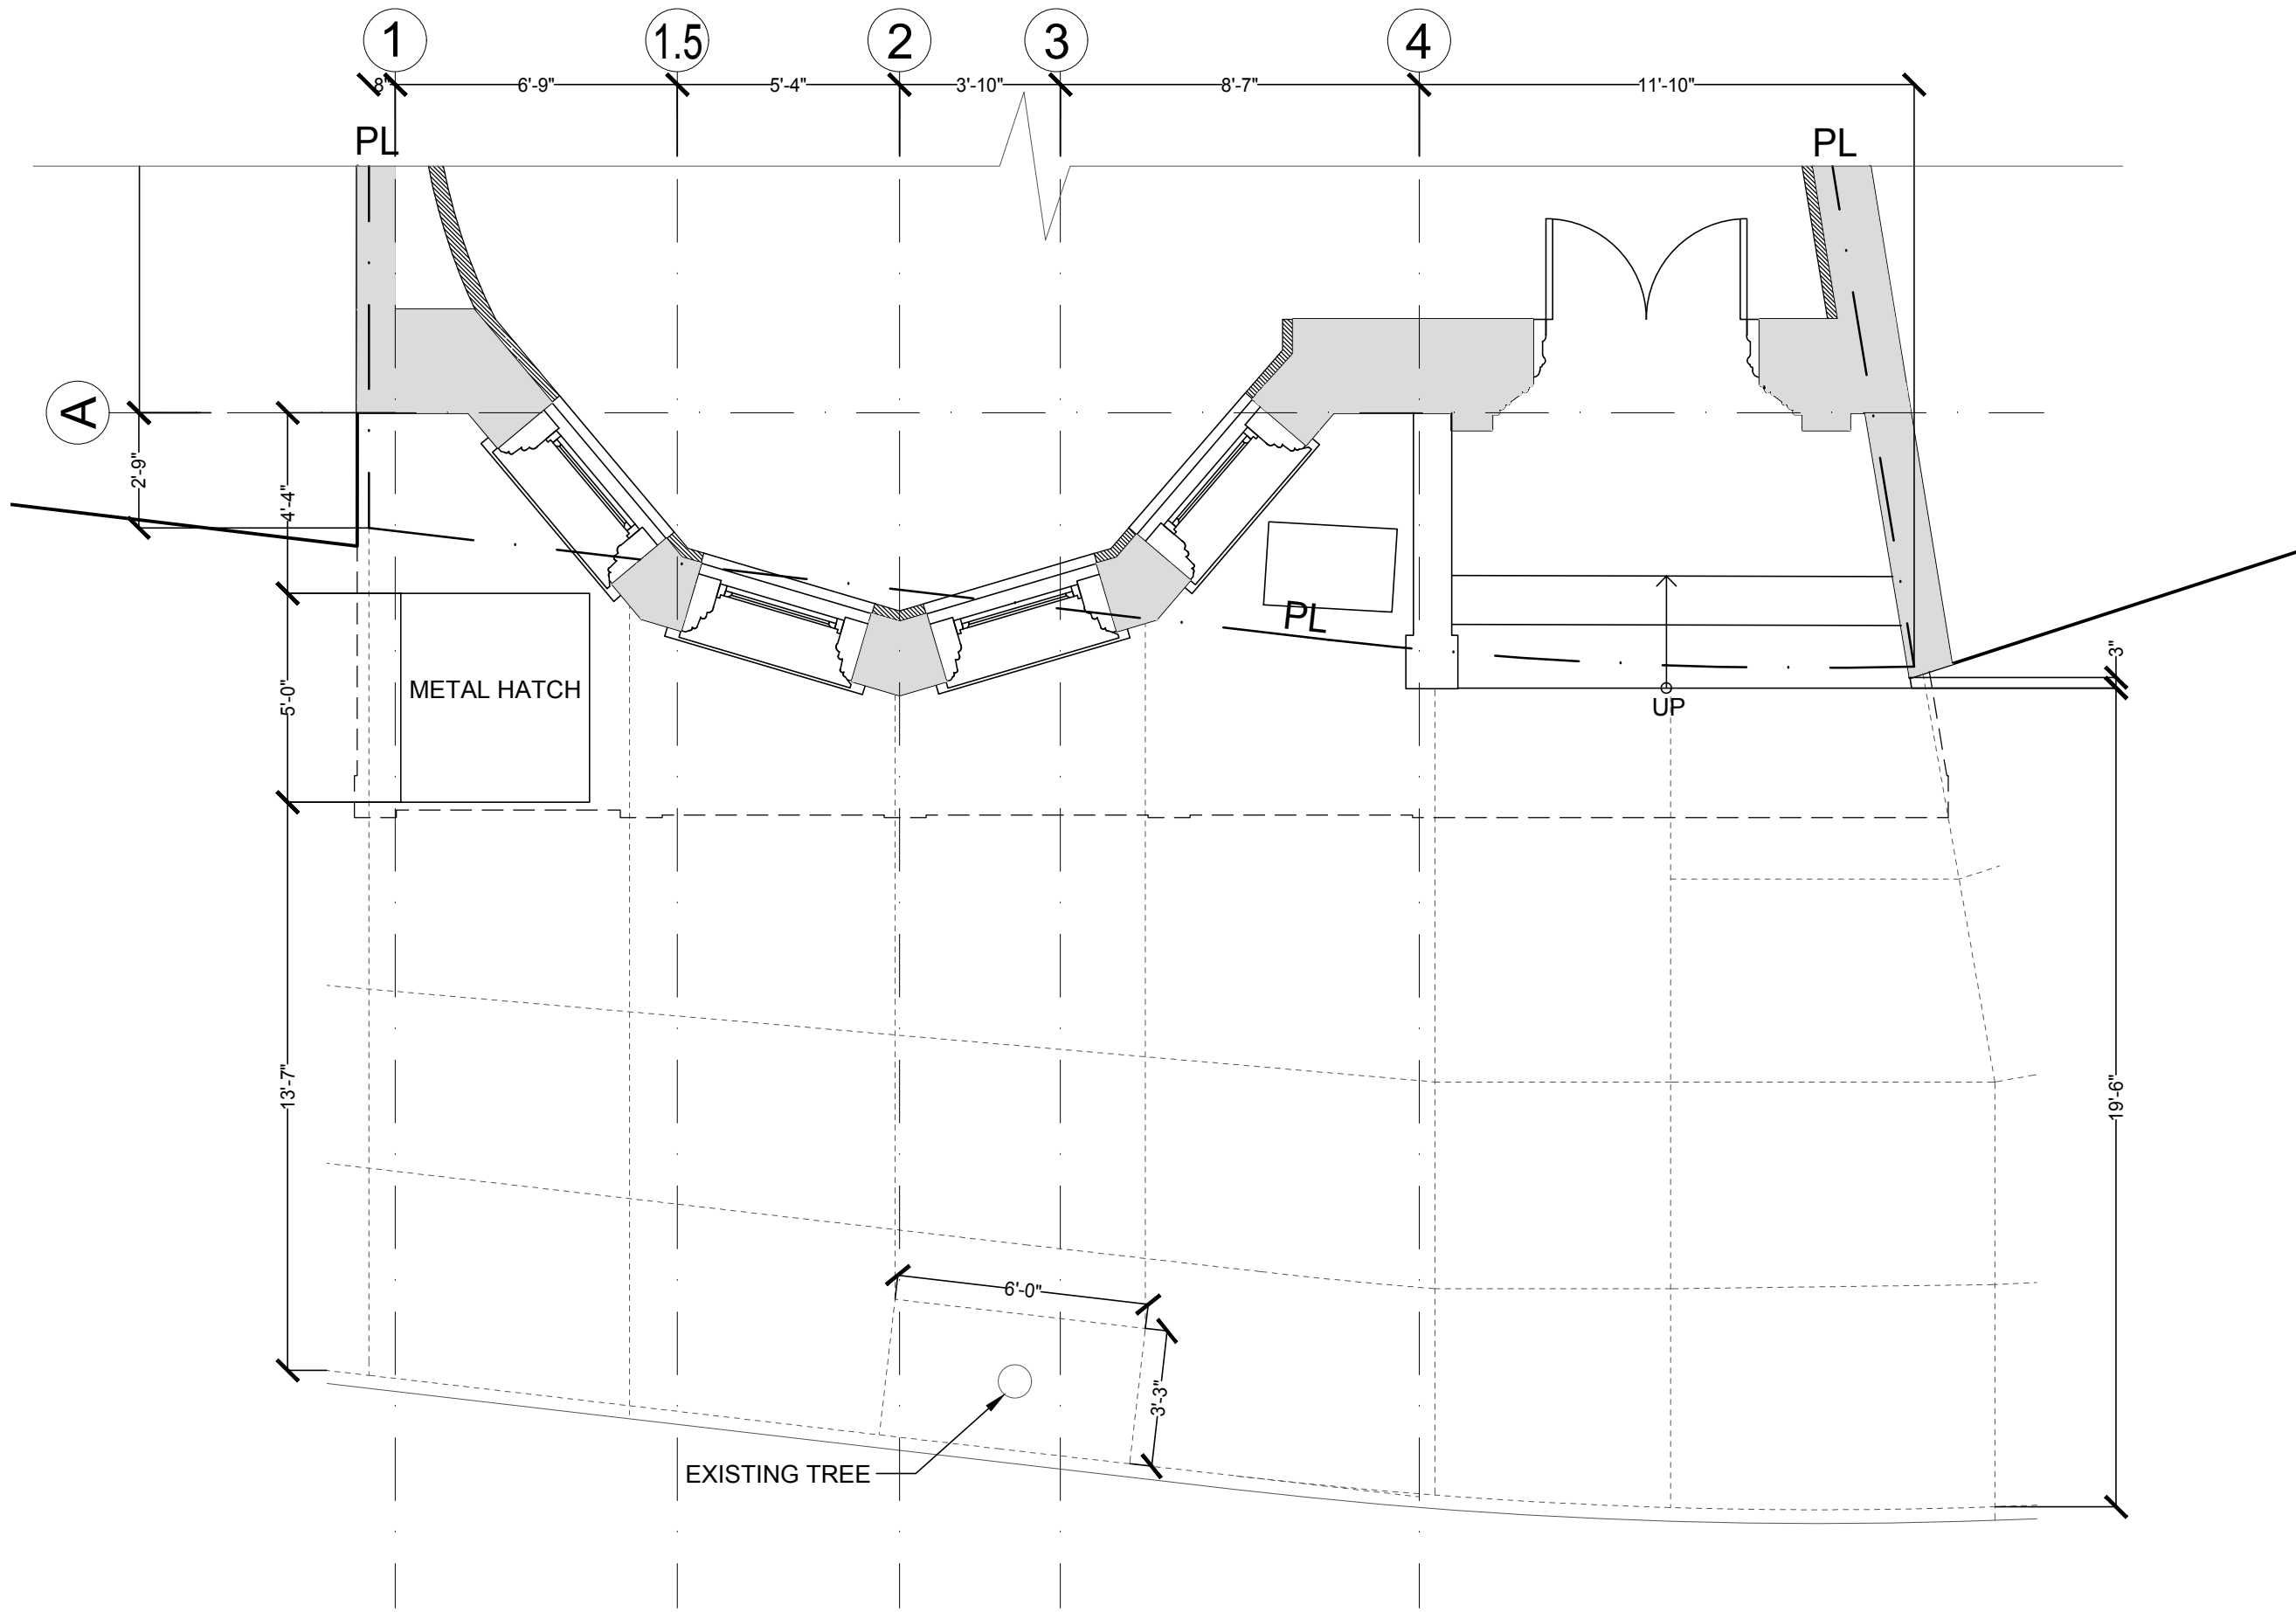 1
1.5
2
3
4
8"
6'-9"
5'-4"
3'-10"
8'-7"
11'-10"
PL
PL
A
2'-9"
4'-4"
PL
3"
METAL HATCH
5'-0"
UP
13'-7"
19'-6"
6'-0"
3'-3"
EXISTING TREE